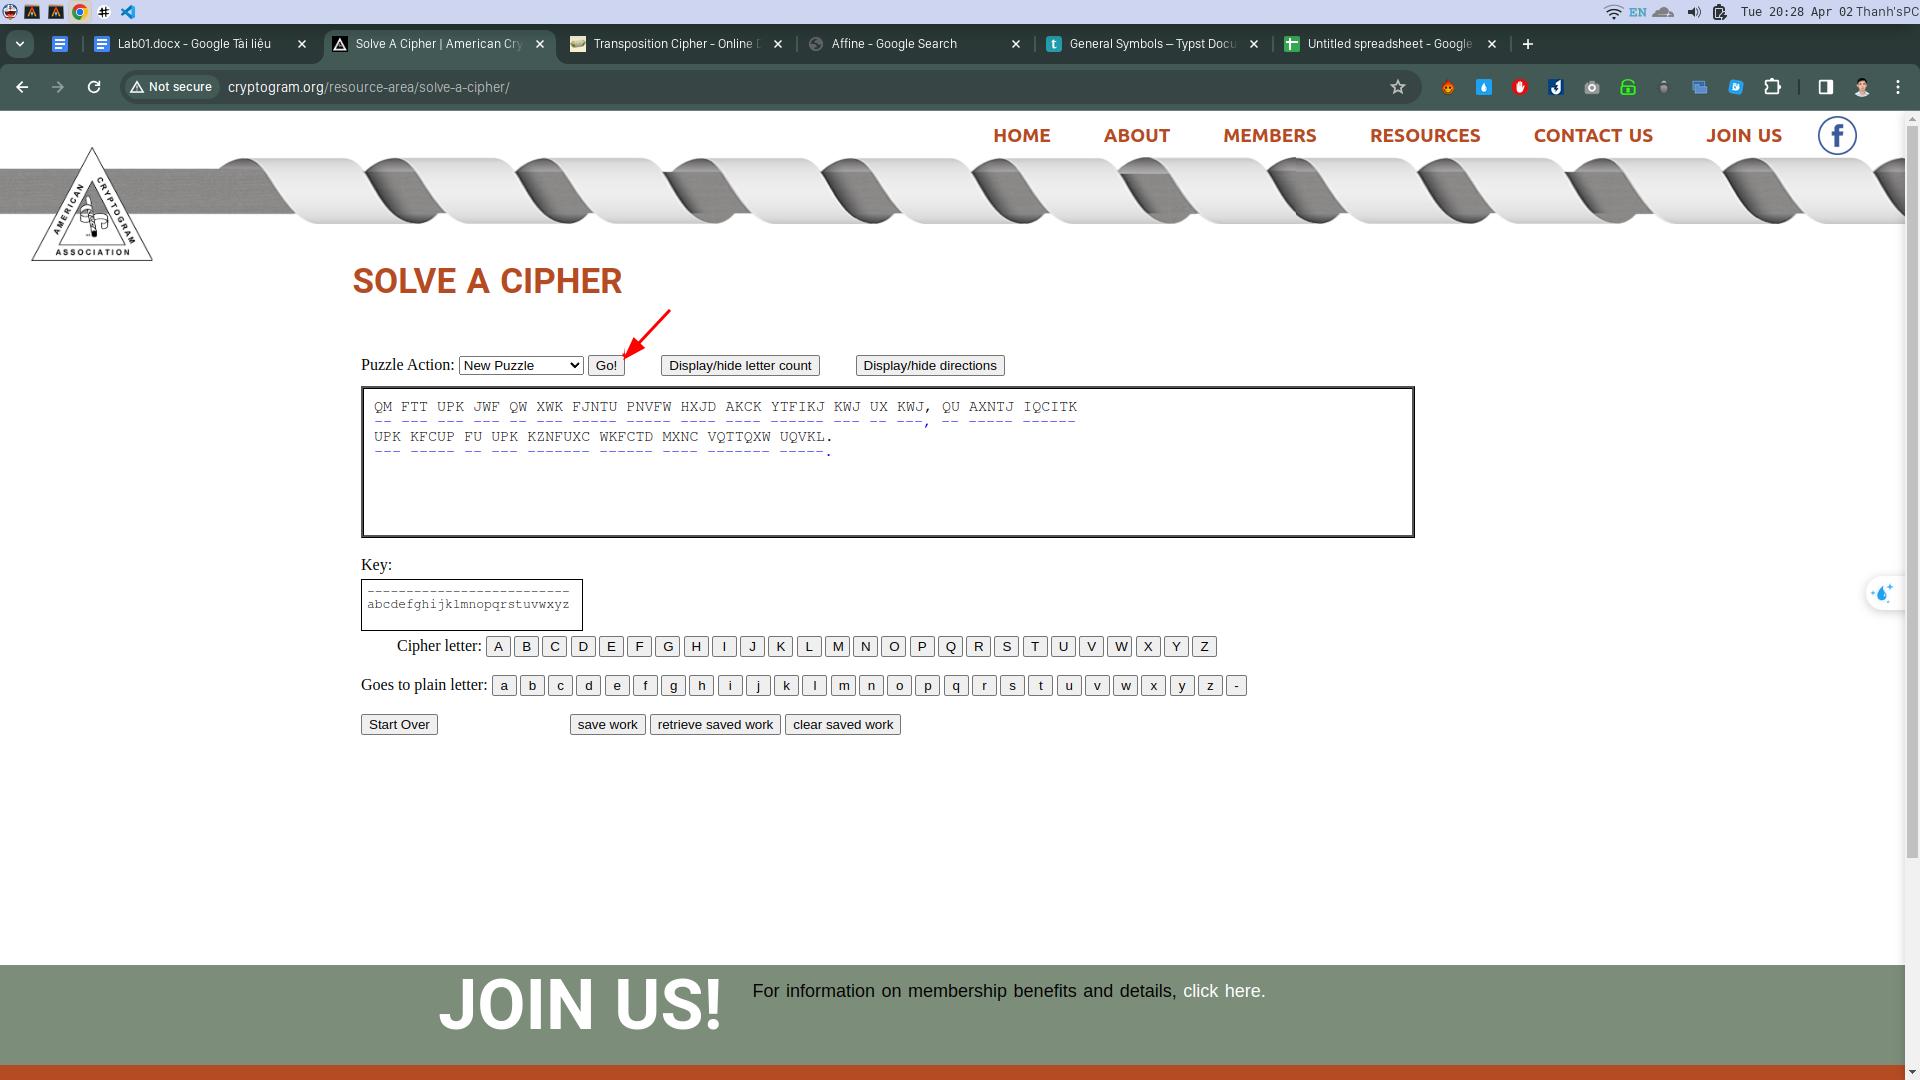 Tue 20:28 Apr 02 Thanh'sPC
EN
Lab01.docx - Google Tài liệu
Solve A Cipher | American Cry
Transposition Cipher - Online D
Affine - Google Search
General Symbols – Typst Docu
Untitled spreadsheet - Google
Not secure
cryptogram.org/resource-area/solve-a-cipher/
HOME ABOUT MEMBERS RESOURCES CONTACT US JOIN US
AMERICAN CRYPTOGRAM ASSOCIATION
SOLVE A CIPHER
Puzzle Action: New Puzzle Go! Display/hide letter count Display/hide directions
QM FTT UPK JWF QW XWK FJNTU PNVFW HXJD AKCK YTFIKJ KWJ UX KWJ, QU AXNTJ IQCITK
-- --- --- --- -- --- ----- ----- ---- ---- ------ --- -- ---, -- ----- ------
UPK KFCUP FU UPK KZNFUXC WKFCTD MXNC VQTTQXW UQVKL.
--- ----- -- --- ------- ------ ---- ------- -----.
Key:
--------------------------
abcdefghijklmnopqrstuvwxyz
Cipher letter: A B C D E F G H I J K L M N O P Q R S T U V W X Y Z
Goes to plain letter: a b c d e f g h i j k l m n o p q r s t u v w x y z -
Start Over save work retrieve saved work clear saved work
JOIN US!
For information on membership benefits and details, click here.